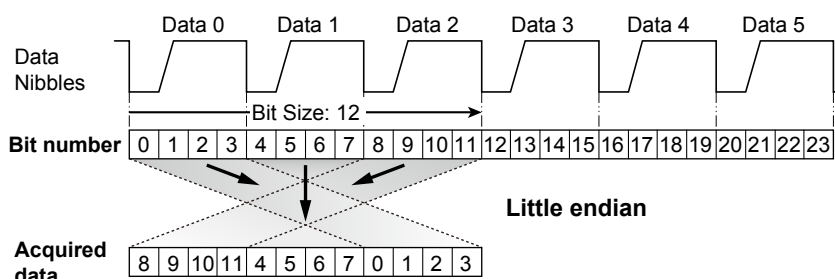 Data 0 Data 1 Data 2 Data 3 Data 4 Data 5
Data
Nibbles
Bit Size: 12
Bit number 0 1 2 3 4 5 6 7 8 9 10 11 12 13 14 15 16 17 18 19 20 21 22 23
Little endian
Acquired
data 8 9 10 11 4 5 6 7 0 1 2 3